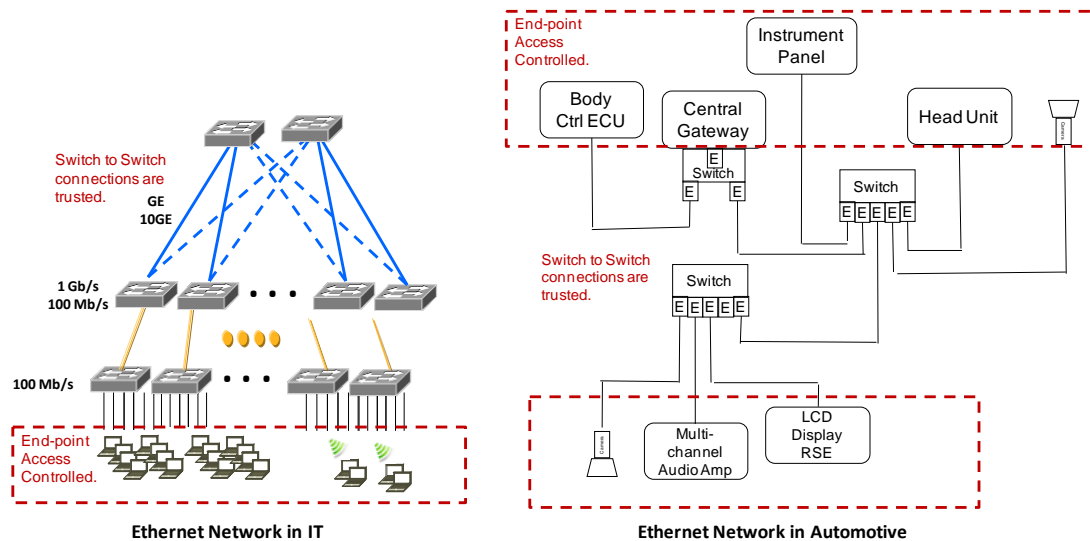 Switch to Switch
connections are
trusted.
GE
10GE
1 Gb/s
100 Mb/s
100 Mb/s
End-point
Access
Controlled.
Ethernet Network in IT
End-point
Access
Controlled.
Instrument
Panel
Body
Ctrl ECU
Central
Gateway
Head Unit
Camera
E
Switch
E
E
Switch
E
E
E
E
E
Switch to Switch
connections are
trusted.
Switch
E
E
E
E
E
Camera
Multi-
channel
Audio Amp
LCD
Display
RSE
Ethernet Network in Automotive